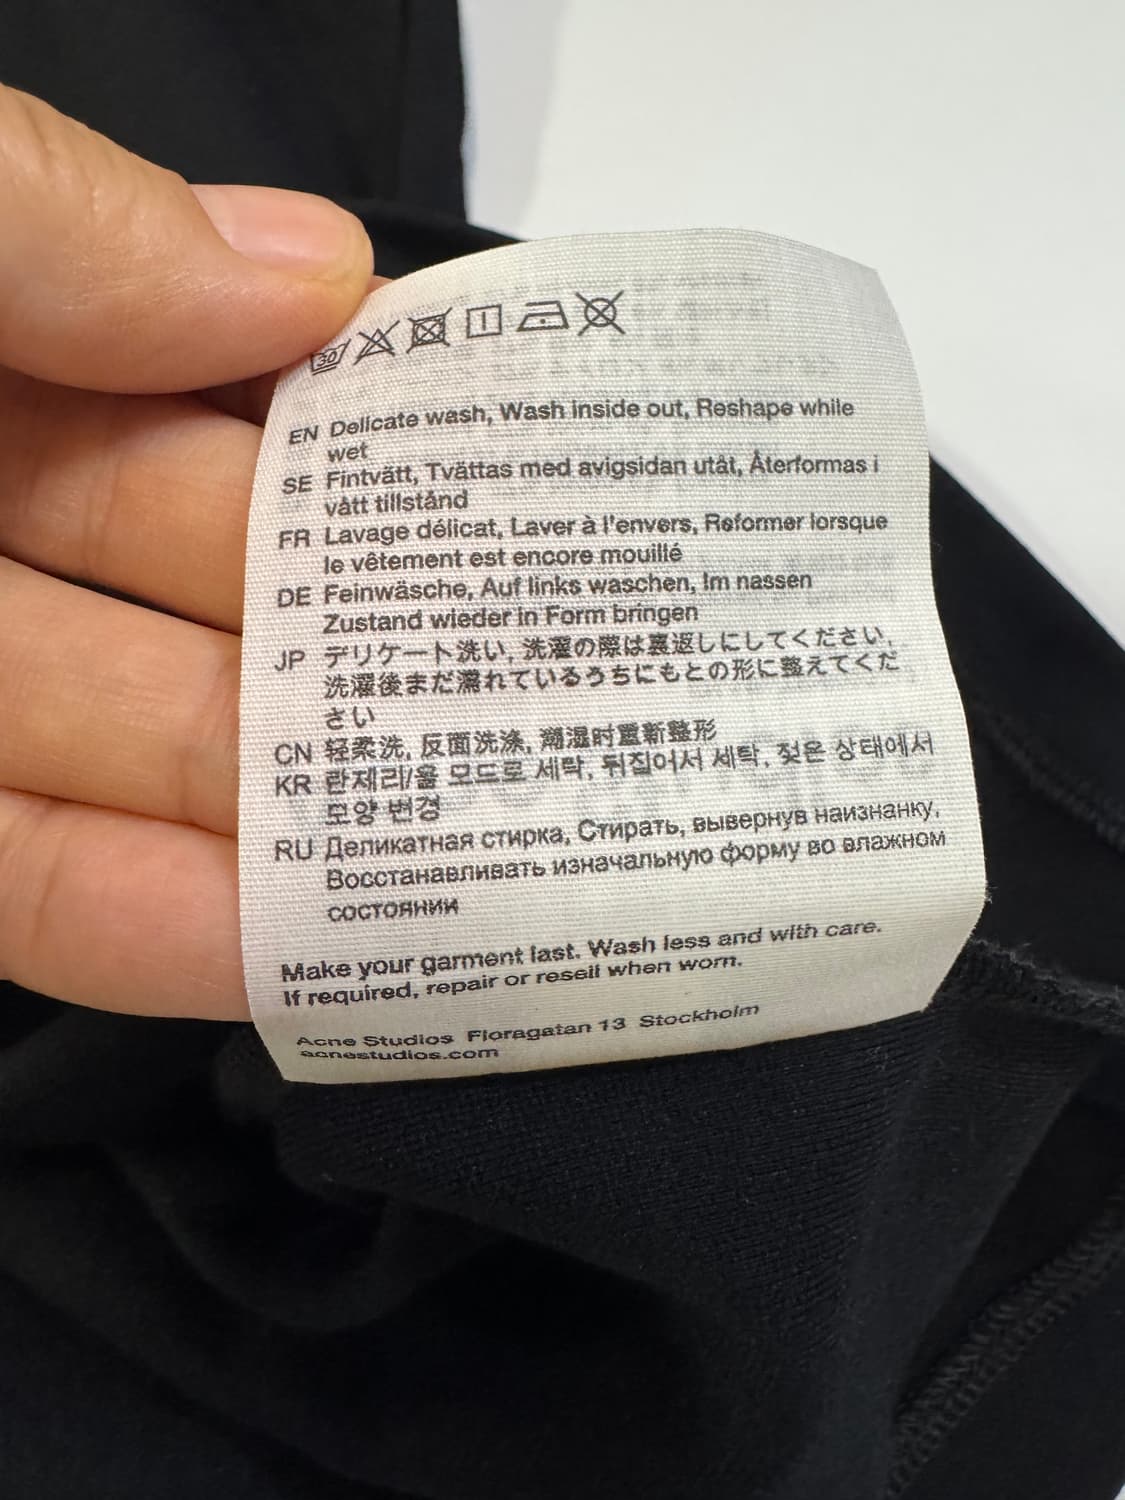 30
EN Delicate wash, Wash inside out, Reshape while
wet
SE Fintvätt, Tvättas med avigsidan utåt, Återformas i
vått tillstånd
FR Lavage délicat, Laver à l'envers, Reformer lorsque
le vêtement est encore mouillé
DE Feinwäsche, Auf links waschen, Im nassen
Zustand wieder in Form bringen
JP デリケート洗い, 洗濯の際は裏返しにしてください,
洗濯後まだ濡れているうちにもとの形に整えてくだ
さい
CN 轻柔洗, 反面洗涤, 潮湿时重新整形
KR 란제리/울 모드로 세탁, 뒤집어서 세탁, 젖은 상태에서
모양 변경
RU Деликатная стирка, Стирать, вывернув наизнанку,
Восстанавливать изначальную форму во влажном
состоянии
Make your garment last. Wash less and with care.
If required, repair or resell when worn.
Acne Studios Floragatan 13 Stockholm
acnestudios.com